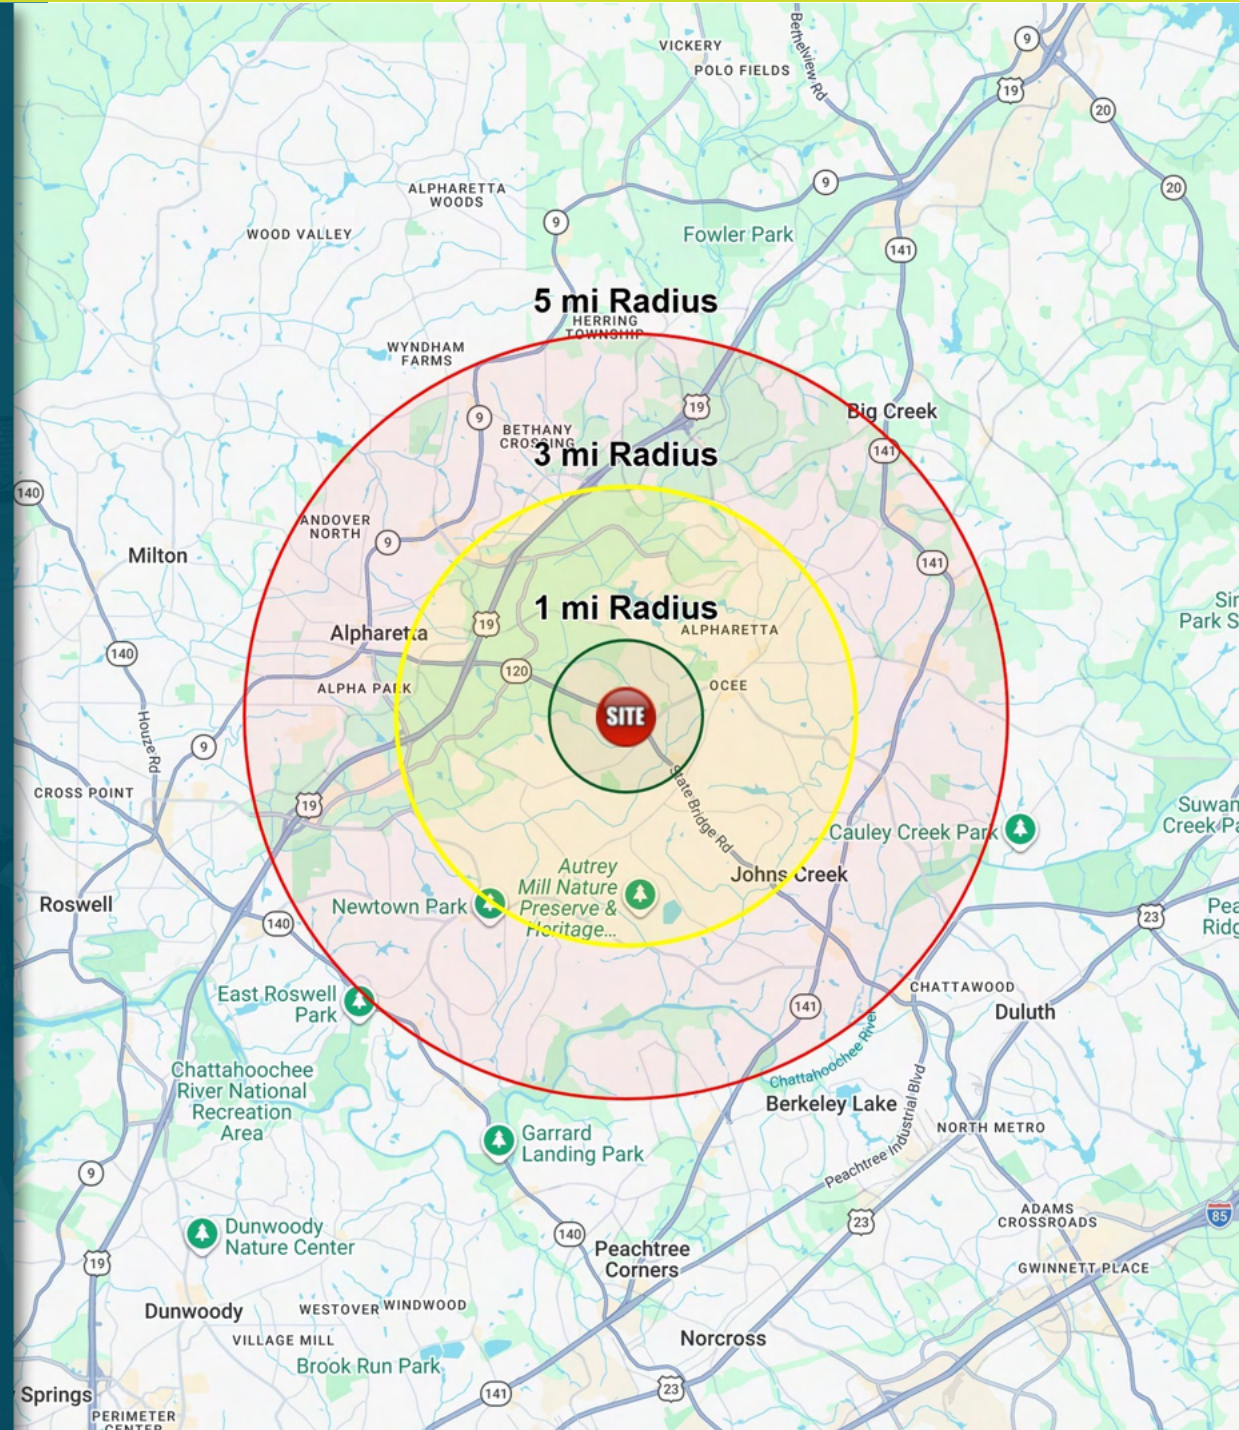 VICKERY
POLO FIELDS
Bethelview Rd
9
19
20
9
20
ALPHARETTA
WOODS
WOOD VALLEY
9
Fowler Park
141
5 mi Radius
HERRING
TOWNSHIP
WYNDHAM
FARMS
19
9
Big Creek
BETHANY
CROSSING
3 mi Radius
141
140
ANDOVER
NORTH
9
Milton
141
1 mi Radius
19
Alpharetta
ALPHARETTA
140
120
ALPHA PARK
OCEE
SITE
Houze Rd
9
CROSS POINT
19
State Bridge Rd
Cauley Creek Park
Creek
Johns Creek
Autrey
Mill Nature
Preserve &
Heritage...
Newtown Park
Roswell
140
23
East Roswell
Park
CHATTAWOOD
141
Duluth
Chattahoochee River
Chattahoochee
River National
Recreation
Area
Berkeley Lake
Peachtree Industrial Blvd
NORTH METRO
Garrard
Landing Park
9
ADAMS
CROSSROADS
85
23
Dunwoody
Nature Center
140
Peachtree
Corners
19
GWINNETT PLACE
Dunwoody
WESTOVER
WINDWOOD
VILLAGE MILL
Norcross
Brook Run Park
141
23
Springs
PERIMETER
CENTER